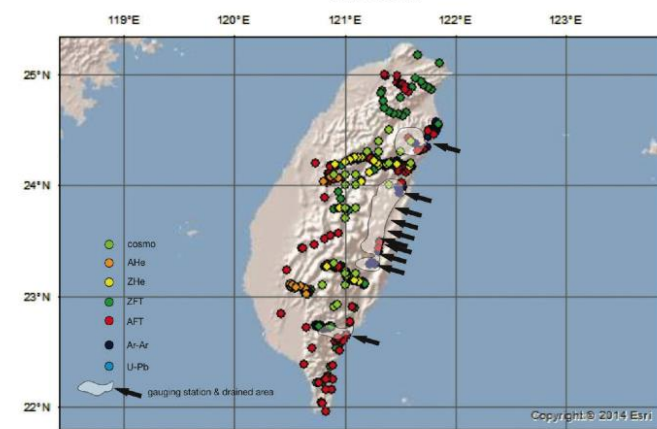 119°E 120°E 121°E 122°E 123°E
25°N
24°N
23°N
22°N
cosmo
AHe
ZHe
ZFT
AFT
Ar-Ar
U-Pb
gauging station & drained area
Copyright:© 2014 Esri